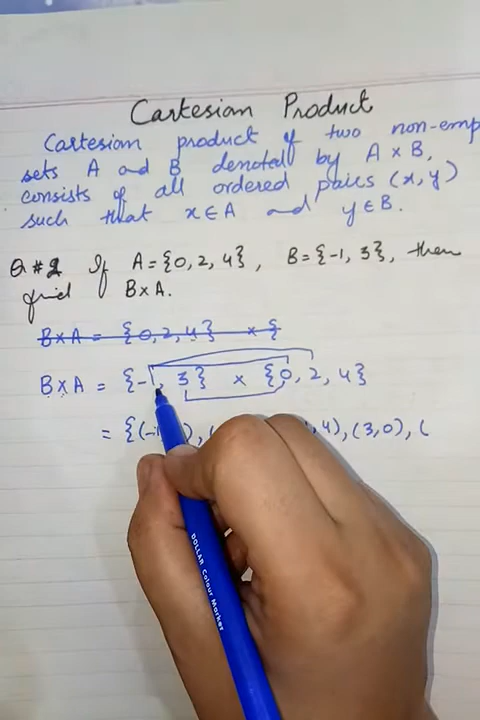 Cartesian Product
Cartesian product of two non-emp
sets A and B denoted by A × B,
consists of all ordered pairs (x, y)
such that x ∈ A and y ∈ B.
Q #2 If A = {0, 2, 4}, B = {-1, 3}, then
find B×A.
B×A = {0, 2, 4} × {
B×A = {-1, 3} × {0, 2, 4}
= {(-1 ), ( , 4), (3, 0), (
DOLLAR Colour Marker